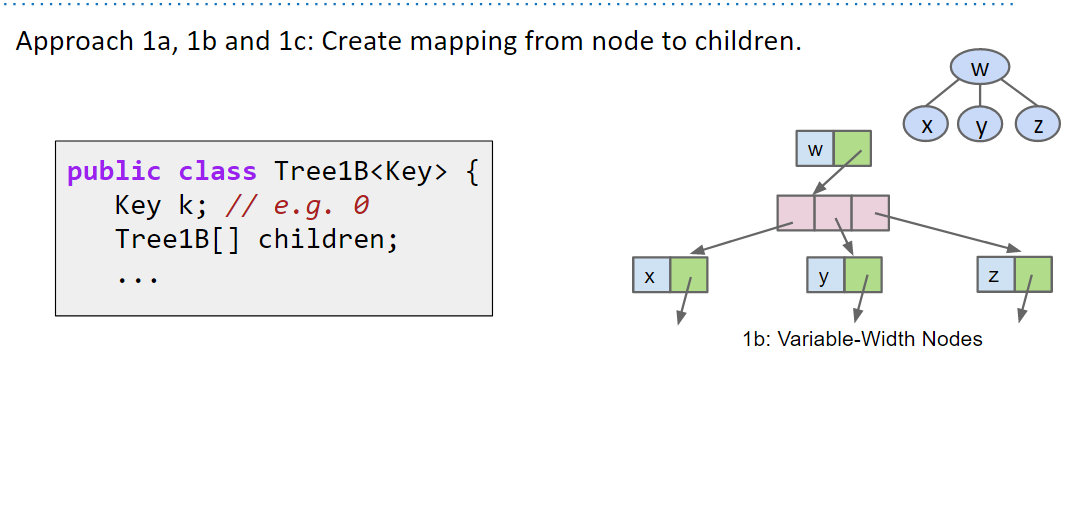 Approach 1a, 1b and 1c: Create mapping from node to children.
w
x y z
public class Tree1B<Key> {
Key k; // e.g. 0
Tree1B[] children;
...
w
x y z
1b: Variable-Width Nodes